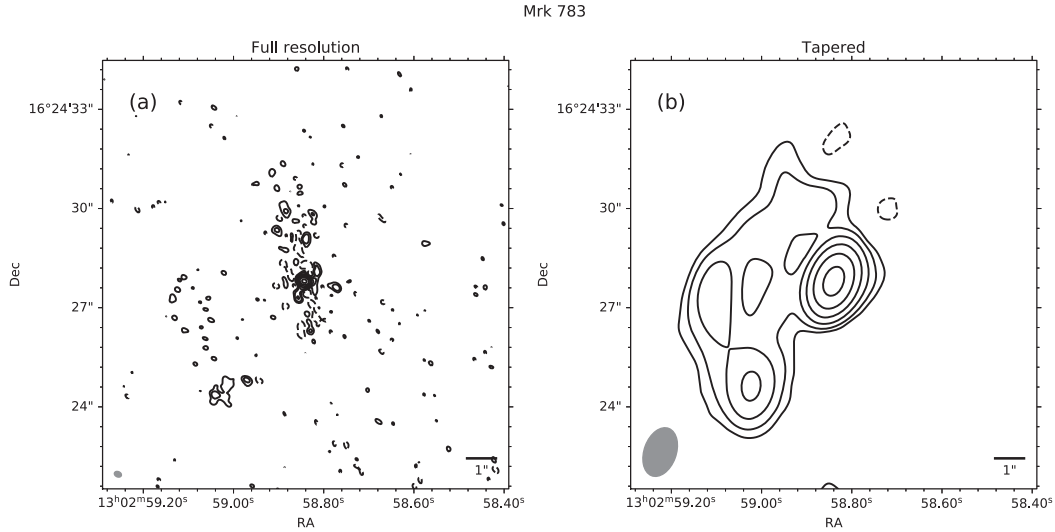 Mrk 783
Full resolution
(a)
16°24'33"
30"
27"
24"
Dec
1"
13ʰ02ᵐ59.20ˢ 59.00ˢ 58.80ˢ 58.60ˢ 58.40ˢ
RA
Tapered
(b)
16°24'33"
30"
27"
24"
Dec
1"
13ʰ02ᵐ59.20ˢ 59.00ˢ 58.80ˢ 58.60ˢ 58.40ˢ
RA